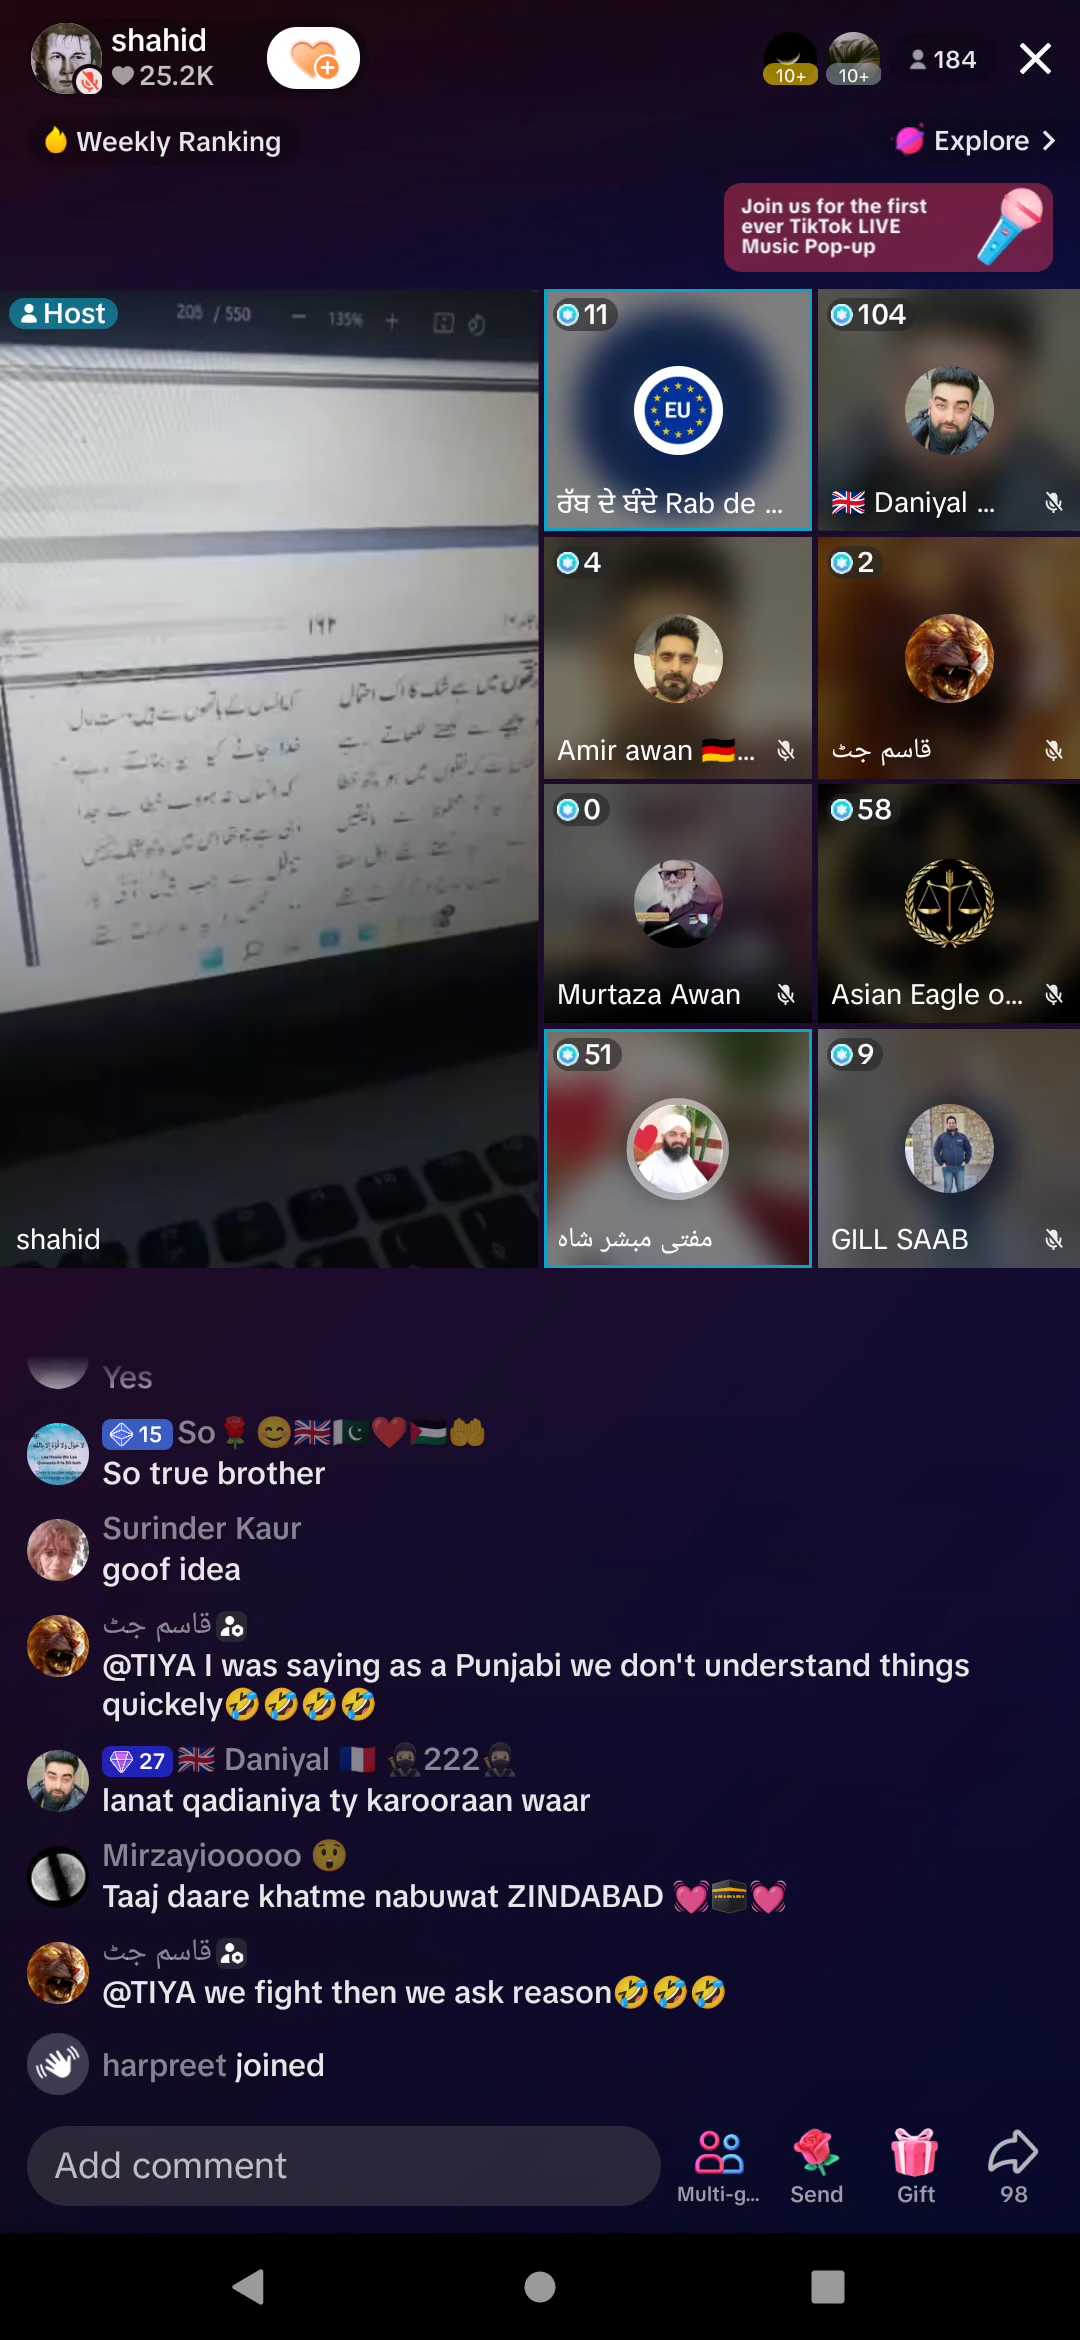 shahid
25.2K
10+
10+
184
Weekly Ranking
Explore
Join us for the first
ever TikTok LIVE
Music Pop-up
Host
205 / 550
135%
۱۶۲
shahid
11
EU
ਰੱਬ ਦੇ ਬੰਦੇ Rab de ...
104
🇬🇧 Daniyal ...
4
Amir awan 🇩🇪...
2
قاسم جٹ
0
Murtaza Awan
58
Asian Eagle o...
51
مفتی مبشر شاہ
9
GILL SAAB
Yes
15 So🌹😊🇬🇧🇵🇰❤️🇵🇸🤲
So true brother
Surinder Kaur
goof idea
قاسم جٹ
@TIYA I was saying as a Punjabi we don't understand things
quickely🤣🤣🤣🤣
27 🇬🇧 Daniyal 🇫🇷 🥷222🥷
lanat qadianiya ty karooraan waar
Mirzayiooooo 😲
Taaj daare khatme nabuwat ZINDABAD 💓🕋💓
قاسم جٹ
@TIYA we fight then we ask reason🤣🤣🤣
harpreet joined
Add comment
Multi-g...
Send
Gift
98